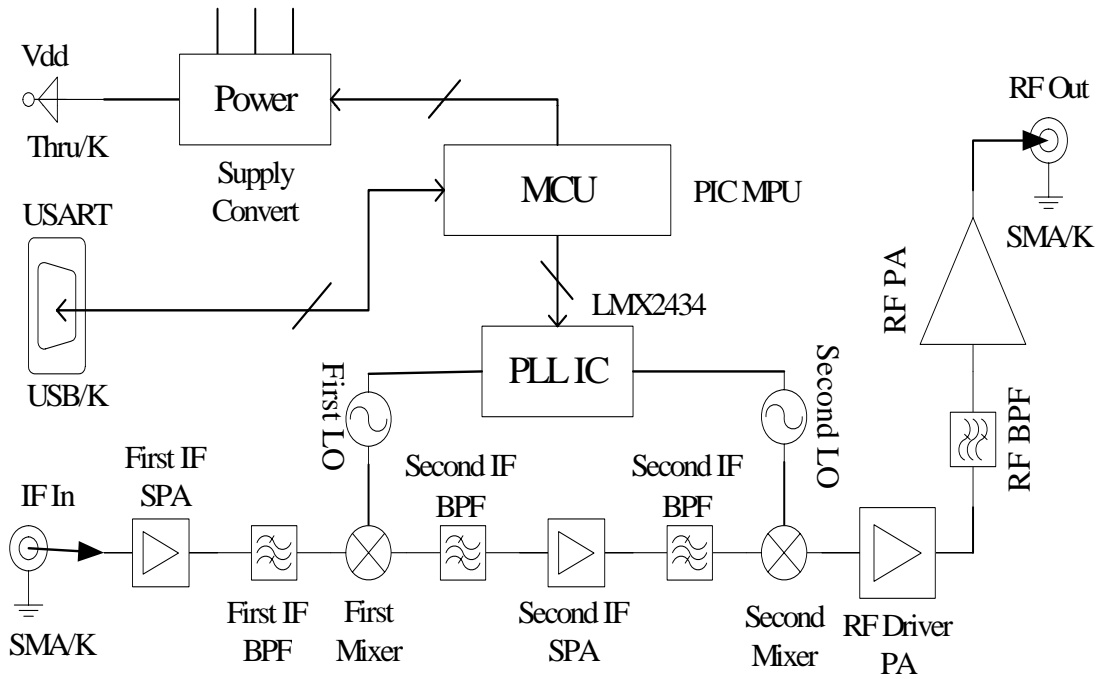 Vdd
Power
RF Out
Thru/K
Supply
Convert
MCU
PIC MPU
USART
SMA/K
RF PA
LMX2434
PLL IC
First LO
Second LO
USB/K
RF BPF
First IF
SPA
Second IF
BPF
Second IF
BPF
IF In
SMA/K
First IF
BPF
First
Mixer
Second IF
SPA
Second
Mixer
RF Driver
PA